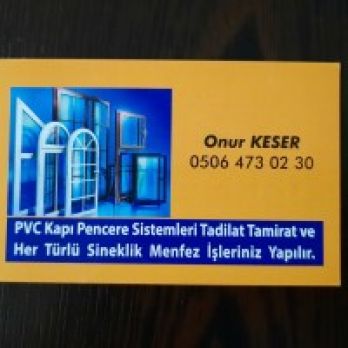 Onur KESER
0506 473 02 30
PVC Kapı Pencere Sistemleri Tadilat Tamirat ve
Her Türlü Sineklik Menfez İşleriniz Yapılır.